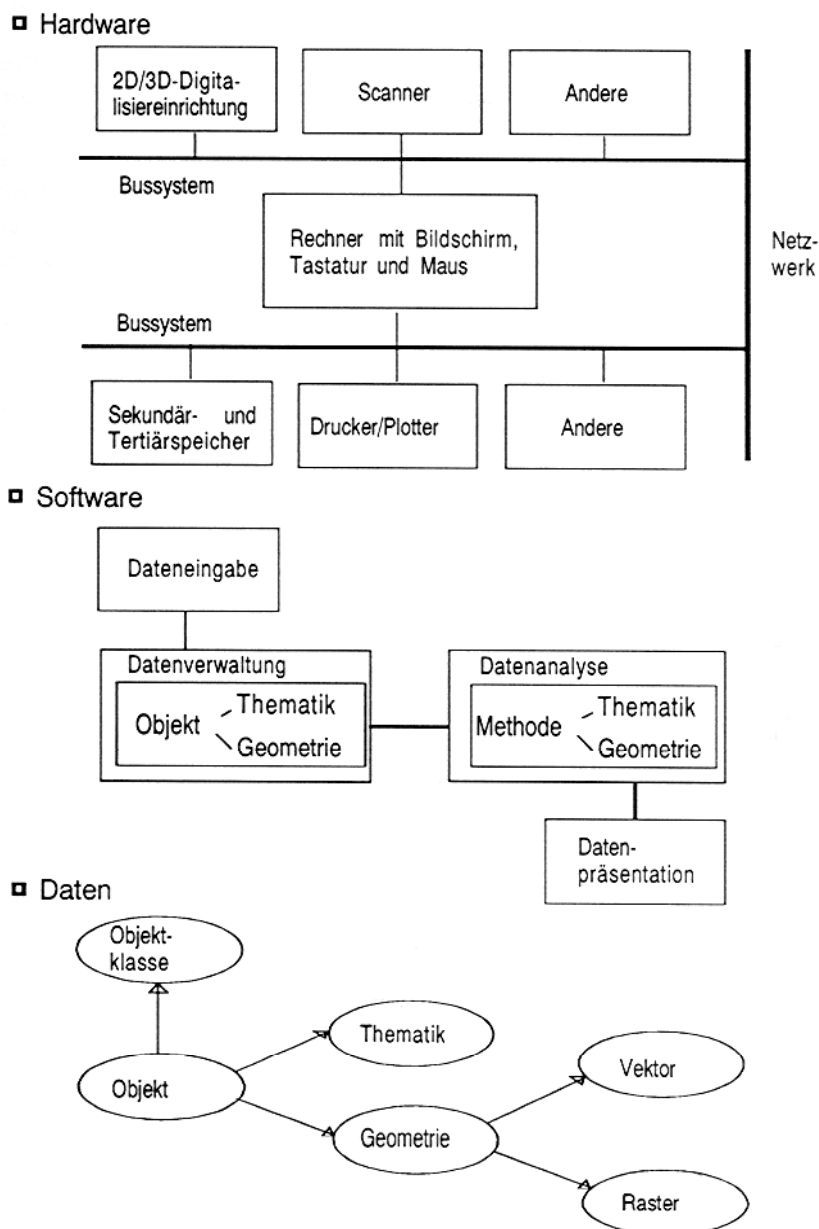 Hardware
2D/3D-Digita-
lisiereinrichtung
Scanner
Andere
Bussystem
Rechner mit Bildschirm,
Tastatur und Maus
Netz-
werk
Bussystem
Sekundär- und
Tertiärspeicher
Drucker/Plotter
Andere
Software
Dateneingabe
Datenverwaltung
Objekt
Thematik
Geometrie
Datenanalyse
Methode
Thematik
Geometrie
Daten-
präsentation
Daten
Objekt-
klasse
Thematik
Objekt
Vektor
Geometrie
Raster